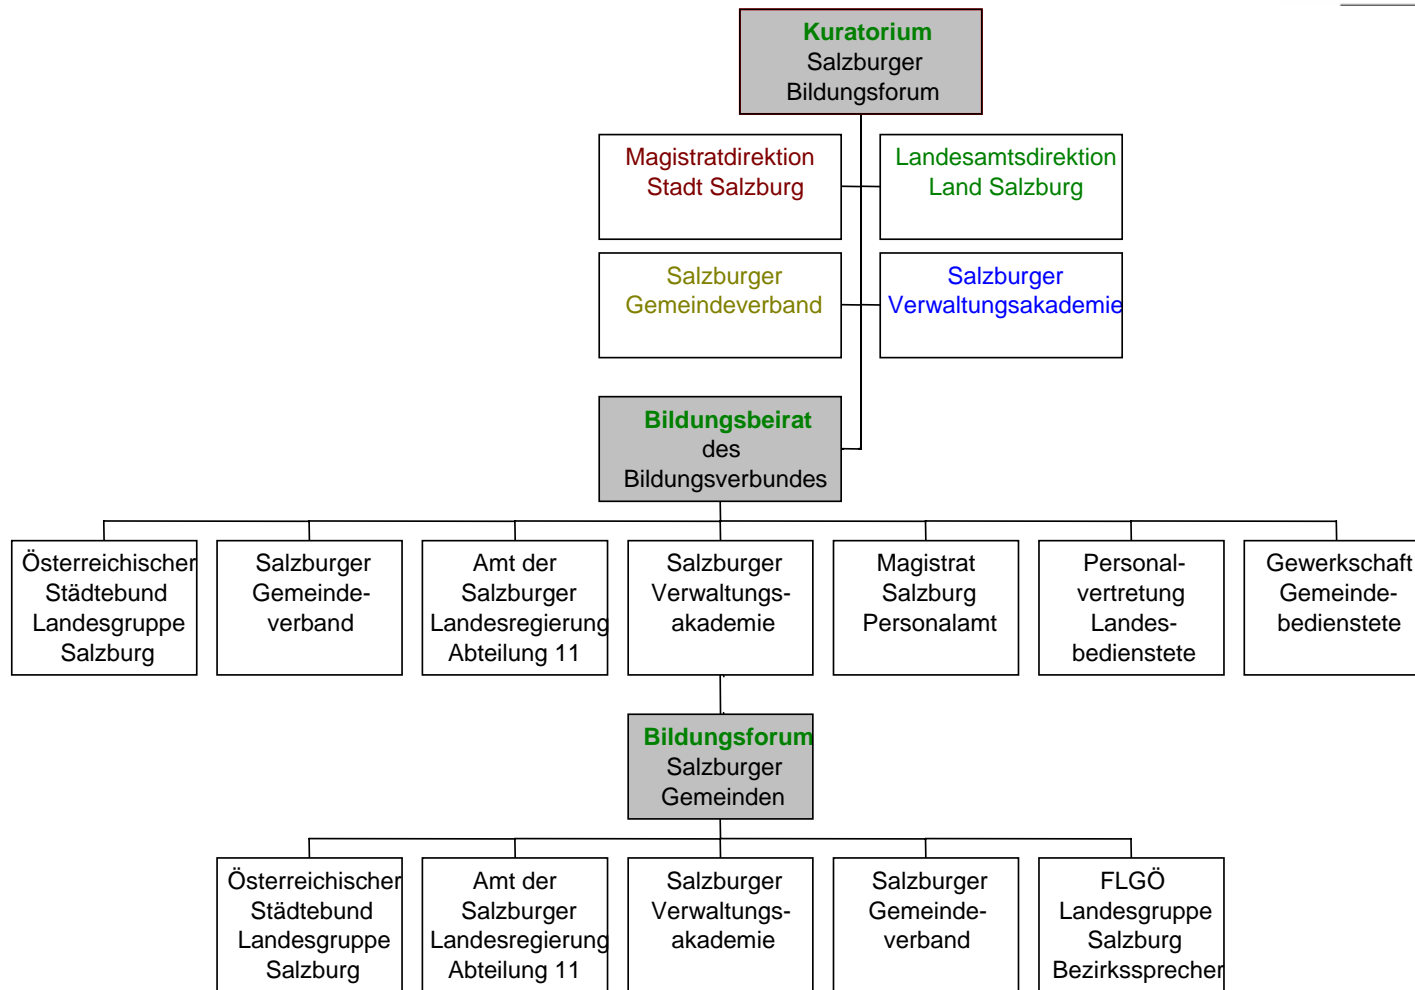 Kuratorium
Salzburger
Bildungsforum
Magistratdirektion
Stadt Salzburg
Landesamtsdirektion
Land Salzburg
Salzburger
Gemeindeverband
Salzburger
Verwaltungsakademie
Bildungsbeirat
des
Bildungsverbundes
Österreichischer
Städtebund
Landesgruppe
Salzburg
Salzburger
Gemeinde-
verband
Amt der
Salzburger
Landesregierung
Abteilung 11
Salzburger
Verwaltungs-
akademie
Magistrat
Salzburg
Personalamt
Personal-
vertretung
Landes-
bedienstete
Gewerkschaft
Gemeinde-
bedienstete
Bildungsforum
Salzburger
Gemeinden
Österreichischer
Städtebund
Landesgruppe
Salzburg
Amt der
Salzburger
Landesregierung
Abteilung 11
Salzburger
Verwaltungs-
akademie
Salzburger
Gemeinde-
verband
FLGÖ
Landesgruppe
Salzburg
Bezirkssprecher